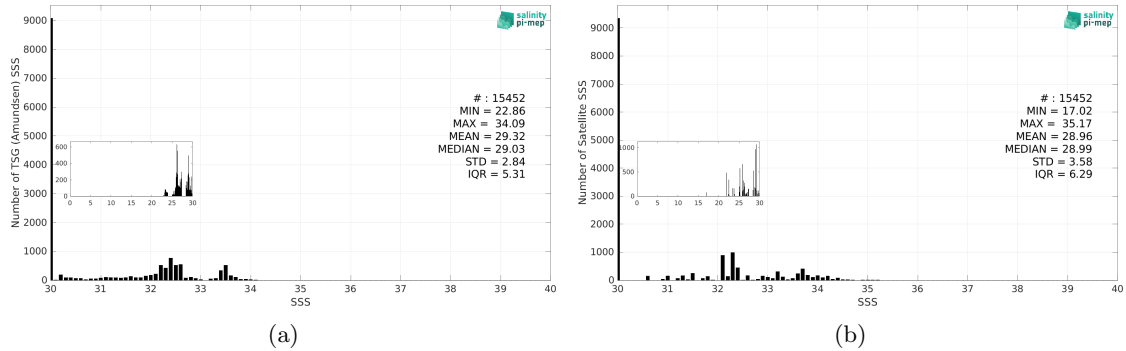 salinity
pi-mep
Number of TSG (Amundsen) SSS
9000
8000
7000
6000
5000
4000
3000
2000
1000
0
# : 15452
MIN = 22.86
MAX = 34.09
MEAN = 29.32
MEDIAN = 29.03
STD = 2.84
IQR = 5.31
600
400
200
0
0 5 10 15 20 25 30
30 31 32 33 34 35 36 37 38 39 40
SSS
(a)
salinity
pi-mep
Number of Satellite SSS
9000
8000
7000
6000
5000
4000
3000
2000
1000
0
# : 15452
MIN = 17.02
MAX = 35.17
MEAN = 28.96
MEDIAN = 28.99
STD = 3.58
IQR = 6.29
1000
500
0
0 5 10 15 20 25 30
30 31 32 33 34 35 36 37 38 39 40
SSS
(b)